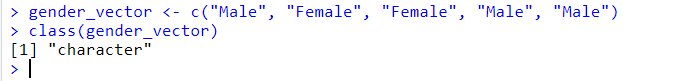 > gender_vector <- c("Male", "Female", "Female", "Male", "Male")
> class(gender_vector)
[1] "character"
>